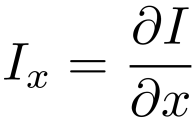 I_x = \frac{\partial I}{\partial x}